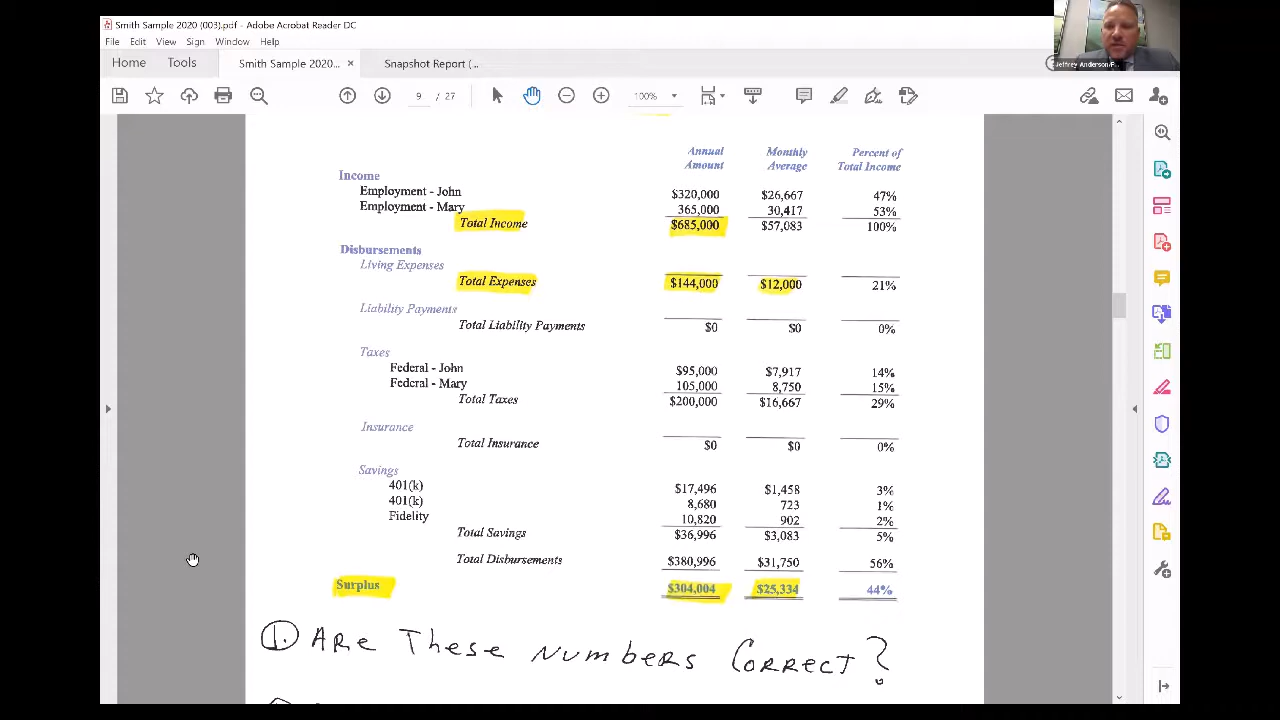 Smith Sample 2020 (003).pdf - Adobe Acrobat Reader DC
File Edit View Sign Window Help
Home Tools Smith Sample 2020... × Snapshot Report (...
9 / 27 100%
Jeffrey Anderson/
Annual Amount Monthly Average Percent of Total Income
Income
Employment - John $320,000 $26,667 47%
Employment - Mary 365,000 30,417 53%
Total Income $685,000 $57,083 100%
Disbursements
Living Expenses
Total Expenses $144,000 $12,000 21%
Liability Payments
Total Liability Payments $0 $0 0%
Taxes
Federal - John $95,000 $7,917 14%
Federal - Mary 105,000 8,750 15%
Total Taxes $200,000 $16,667 29%
Insurance
Total Insurance $0 $0 0%
Savings
401(k) $17,496 $1,458 3%
401(k) 8,680 723 1%
Fidelity 10,820 902 2%
Total Savings $36,996 $3,083 5%
Total Disbursements $380,996 $31,750 56%
Surplus $304,004 $25,334 44%
1. ARe These Numbers Correct?